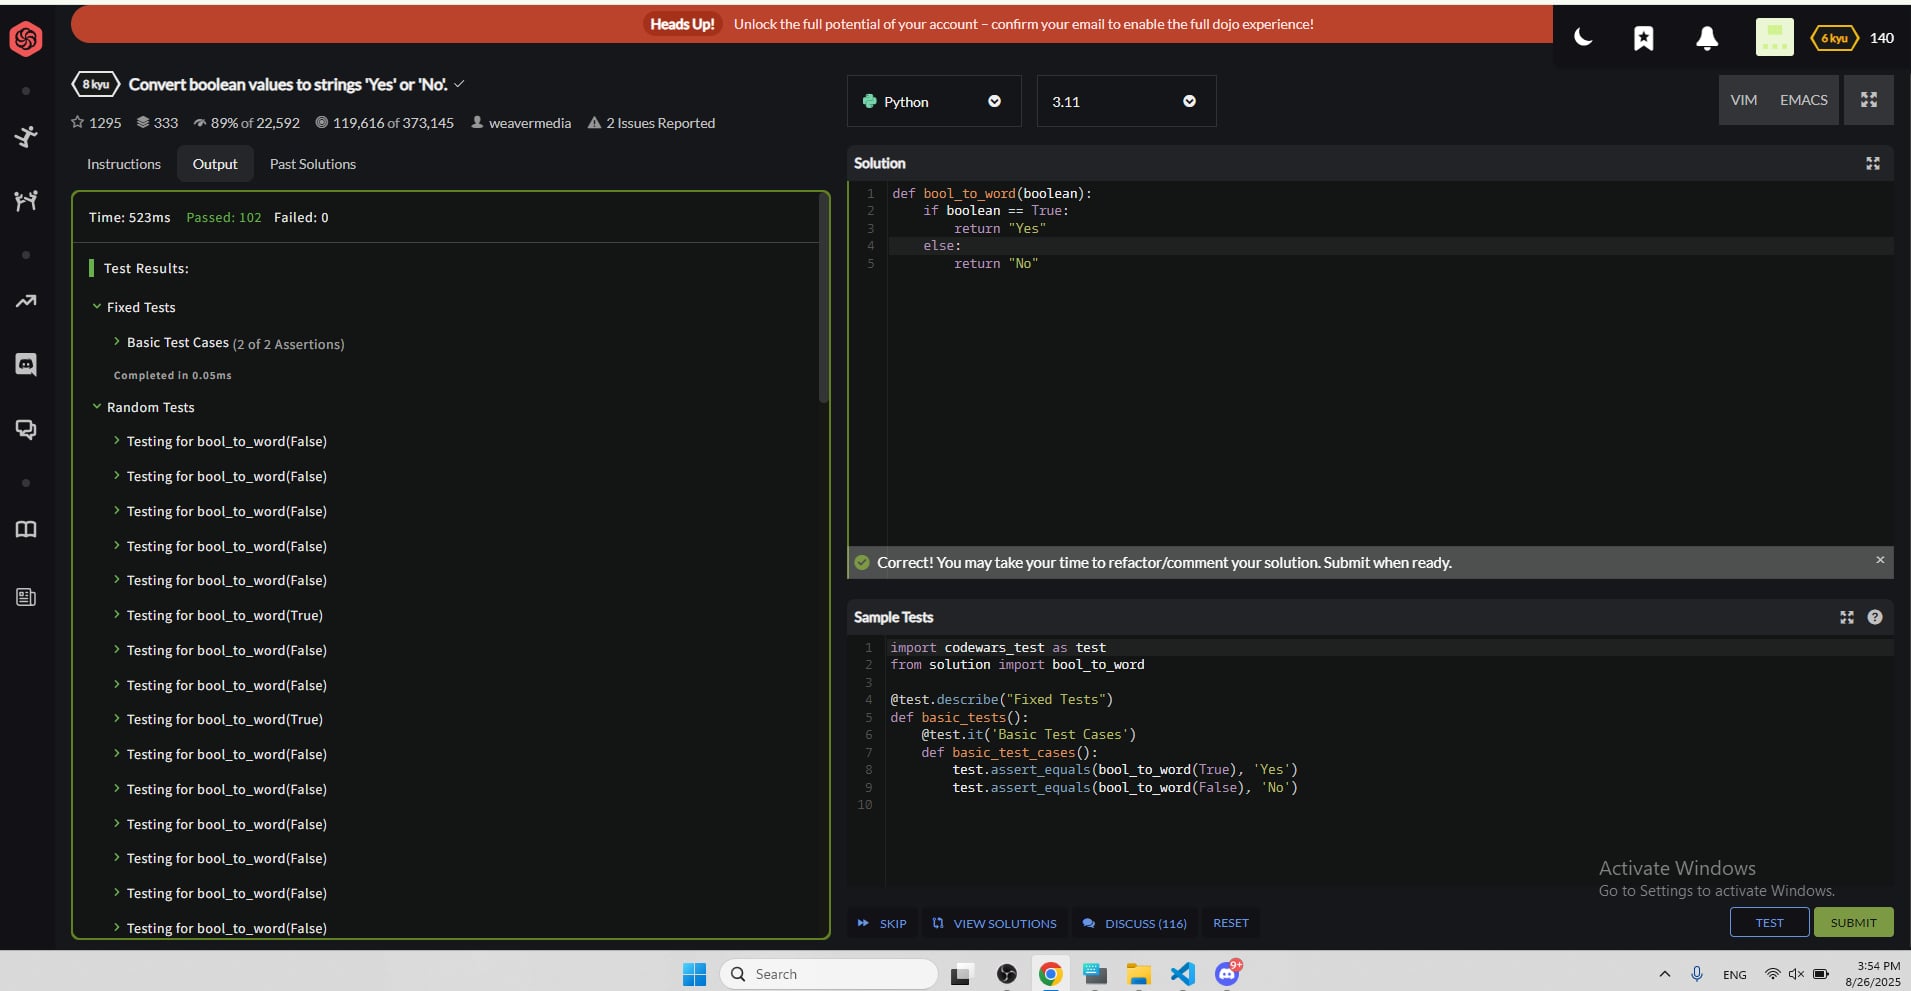 Heads Up! Unlock the full potential of your account – confirm your email to enable the full dojo experience!
6 kyu 140
8 kyu Convert boolean values to strings 'Yes' or 'No'.
1295 333 89% of 22,592 119,616 of 373,145 weavermedia 2 Issues Reported
Instructions Output Past Solutions
Time: 523ms Passed: 102 Failed: 0
Test Results:
Fixed Tests
Basic Test Cases (2 of 2 Assertions)
Completed in 0.05ms
Random Tests
Testing for bool_to_word(False)
Testing for bool_to_word(False)
Testing for bool_to_word(False)
Testing for bool_to_word(False)
Testing for bool_to_word(False)
Testing for bool_to_word(True)
Testing for bool_to_word(False)
Testing for bool_to_word(False)
Testing for bool_to_word(True)
Testing for bool_to_word(False)
Testing for bool_to_word(False)
Testing for bool_to_word(False)
Testing for bool_to_word(False)
Testing for bool_to_word(False)
Testing for bool_to_word(False)
Python 3.11 VIM EMACS
Solution
1 def bool_to_word(boolean):
2 if boolean == True:
3 return "Yes"
4 else:
5 return "No"
Correct! You may take your time to refactor/comment your solution. Submit when ready.
Sample Tests
1 import codewars_test as test
2 from solution import bool_to_word
3
4 @test.describe("Fixed Tests")
5 def basic_tests():
6 @test.it('Basic Test Cases')
7 def basic_test_cases():
8 test.assert_equals(bool_to_word(True), 'Yes')
9 test.assert_equals(bool_to_word(False), 'No')
10
Activate Windows
Go to Settings to activate Windows.
SKIP VIEW SOLUTIONS DISCUSS (116) RESET TEST SUBMIT
Search 9+ ENG 3:54 PM
8/26/2025